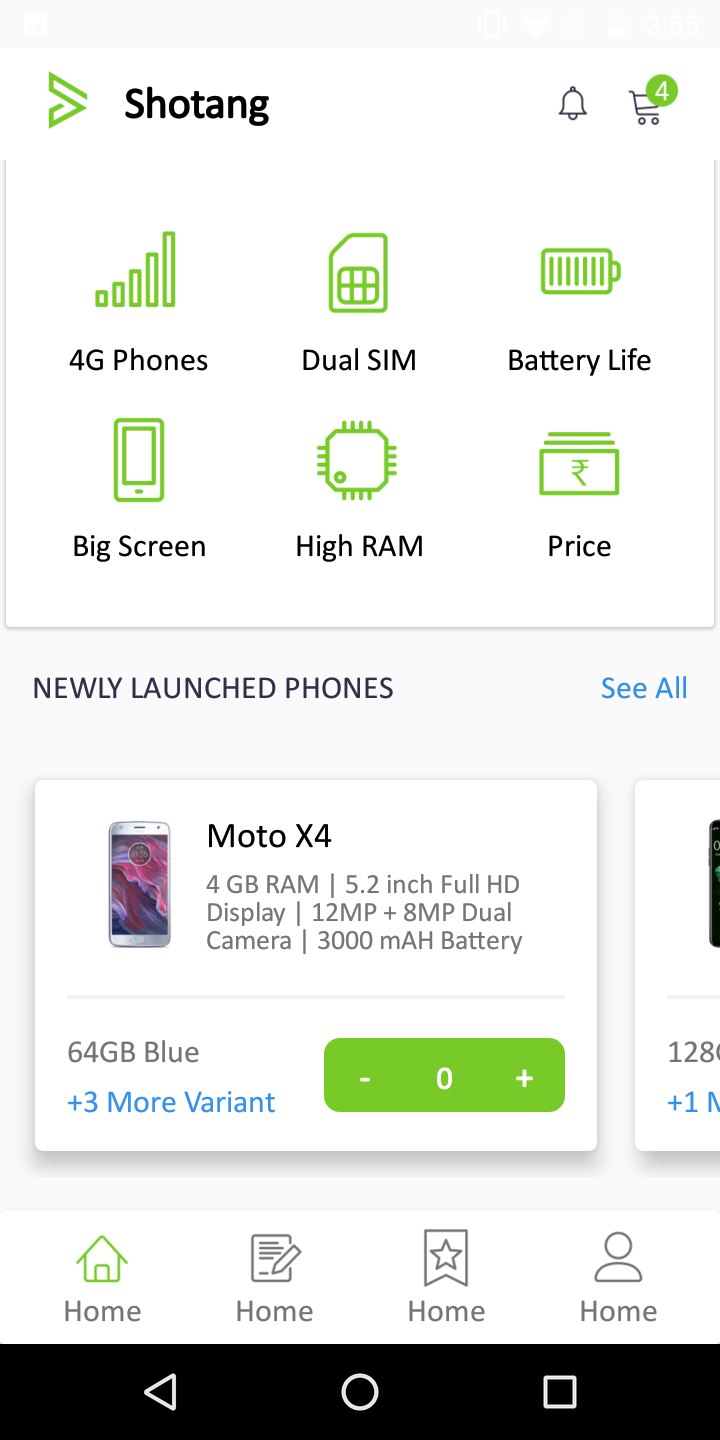 3:55
Shotang
4
4G Phones Dual SIM Battery Life
₹
Big Screen High RAM Price
NEWLY LAUNCHED PHONES See All
Moto X4
4 GB RAM | 5.2 inch Full HD
Display | 12MP + 8MP Dual
Camera | 3000 mAH Battery
64GB Blue
+3 More Variant
- 0 +
128
+1
Home Home Home Home